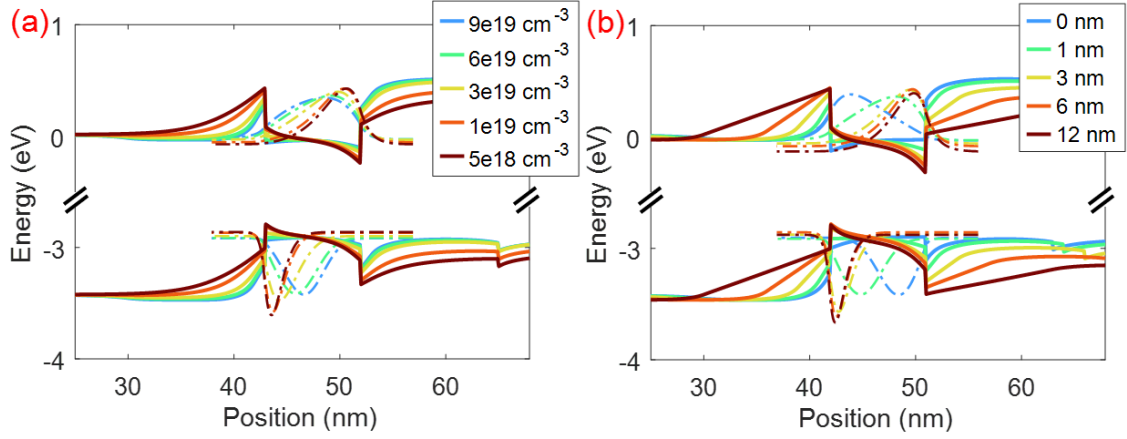 (a)
1
0
-3
-4
Energy (eV)
30
40
50
60
Position (nm)
9e19 cm-3
6e19 cm-3
3e19 cm-3
1e19 cm-3
5e18 cm-3
(b)
1
0
-3
-4
Energy (eV)
30
40
50
60
Position (nm)
0 nm
1 nm
3 nm
6 nm
12 nm